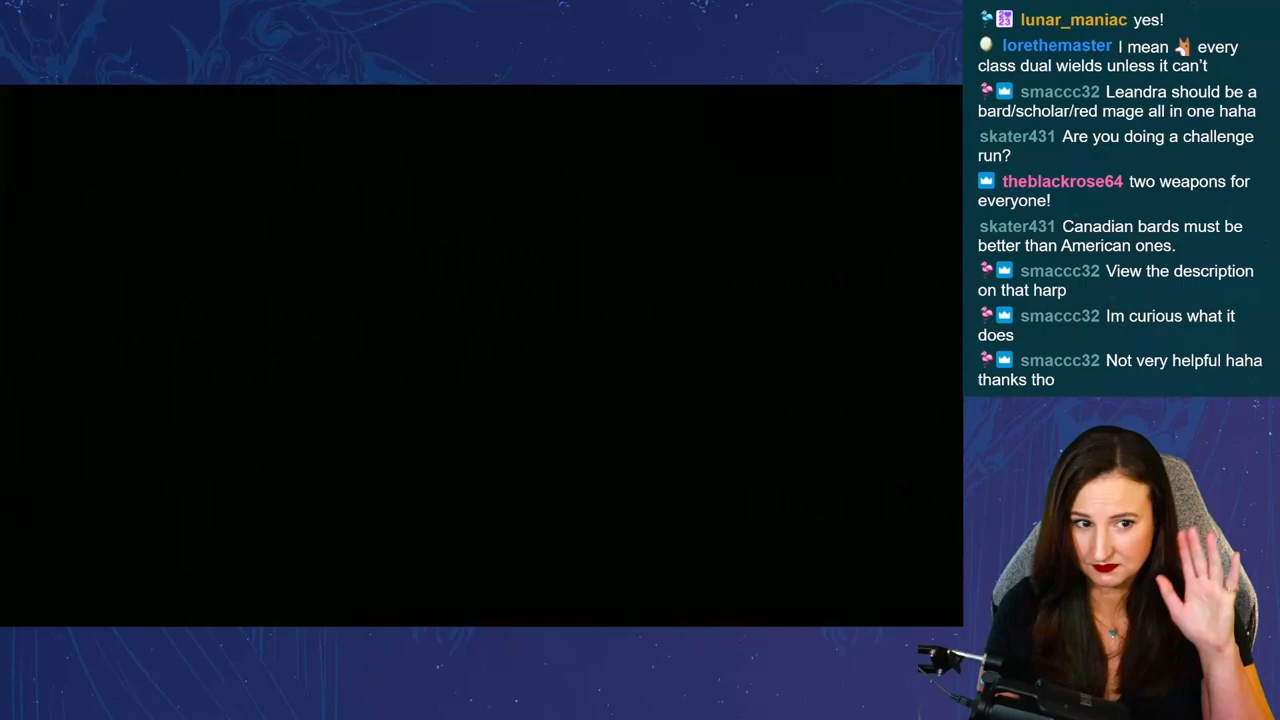 lunar_maniac yes!
lorethemaster I mean every
class dual wields unless it can't
smaccc32 Leandra should be a
bard/scholar/red mage all in one haha
skater431 Are you doing a challenge
run?
theblackrose64 two weapons for
everyone!
skater431 Canadian bards must be
better than American ones.
smaccc32 View the description
on that harp
smaccc32 Im curious what it
does
smaccc32 Not very helpful haha
thanks tho